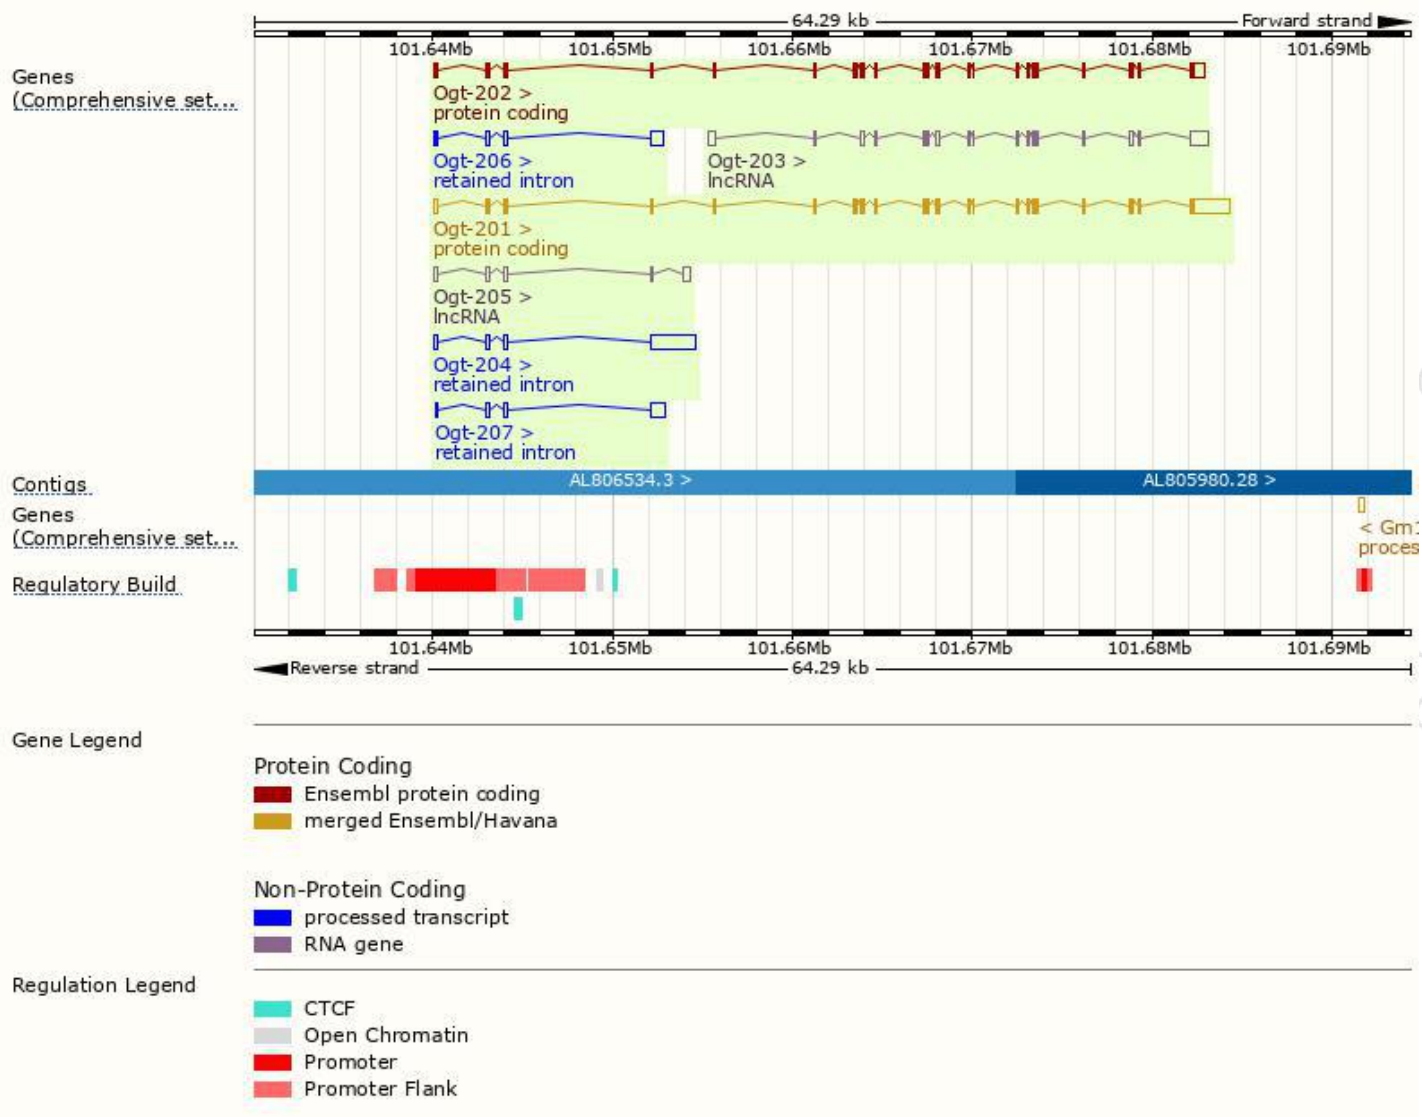 64.29 kb
Forward strand
101.64Mb 101.65Mb 101.66Mb 101.67Mb 101.68Mb 101.69Mb
Genes
(Comprehensive set...
Ogt-202 >
protein coding
Ogt-206 > Ogt-203 >
retained intron lncRNA
Ogt-201 >
protein coding
Ogt-205 >
lncRNA
Ogt-204 >
retained intron
Ogt-207 >
retained intron
Contigs AL806534.3 > AL805980.28 >
Genes
(Comprehensive set...
< Gm1
proces
Regulatory Build
101.64Mb 101.65Mb 101.66Mb 101.67Mb 101.68Mb 101.69Mb
Reverse strand 64.29 kb
Gene Legend
Protein Coding
Ensembl protein coding
merged Ensembl/Havana
Non-Protein Coding
processed transcript
RNA gene
Regulation Legend
CTCF
Open Chromatin
Promoter
Promoter Flank